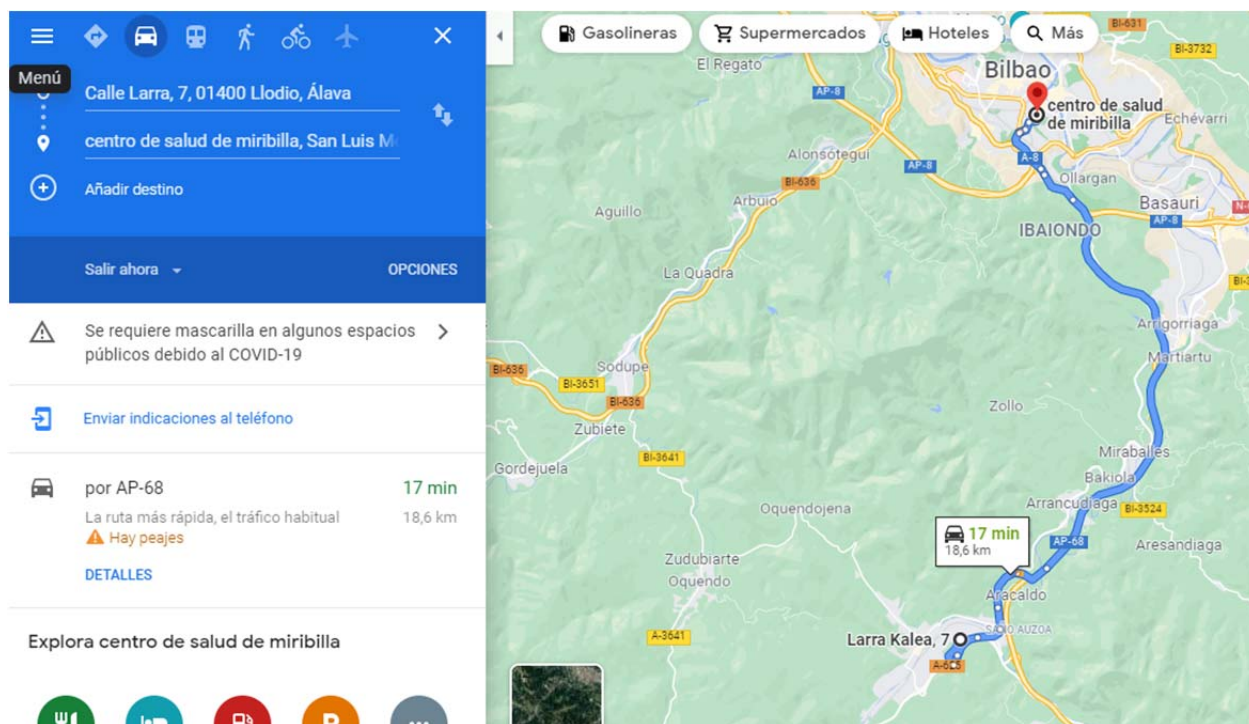 Menú
Calle Larra, 7, 01400 Llodio, Álava
centro de salud de miribilla, San Luis
Añadir destino
Salir ahora
OPCIONES
Se requiere mascarilla en algunos espacios
públicos debido al COVID-19
Enviar indicaciones al teléfono
por AP-68
17 min
La ruta más rápida, el tráfico habitual
18,6 km
Hay peajes
DETALLES
Explora centro de salud de miribilla
P
Gasolineras
Supermercados
Hoteles
Más
BI-631
BI-3732
El Regato
Bilbao
AP-8
centro de salud
de miribilla
Echévarri
Alonsótegui
AP-8
A-8
BI-636
Ollargan
Arbuio
Basauri
Aguillo
AP-8
IBAIONDO
La Quadra
Arrigorriaga
Martiartu
Sodupe
BI-636
BI-3651
BI-636
Zollo
Zubiete
Miraballes
BI-3641
Gordejuela
Bakiola
Oquendojena
Arrancudiaga
BI-3524
17 min
18,6 km
AP-68
Aresandiaga
Zudubiarte
Oquendo
Aracaldo
A-3641
Larra Kalea, 7
AUZOA
A-625